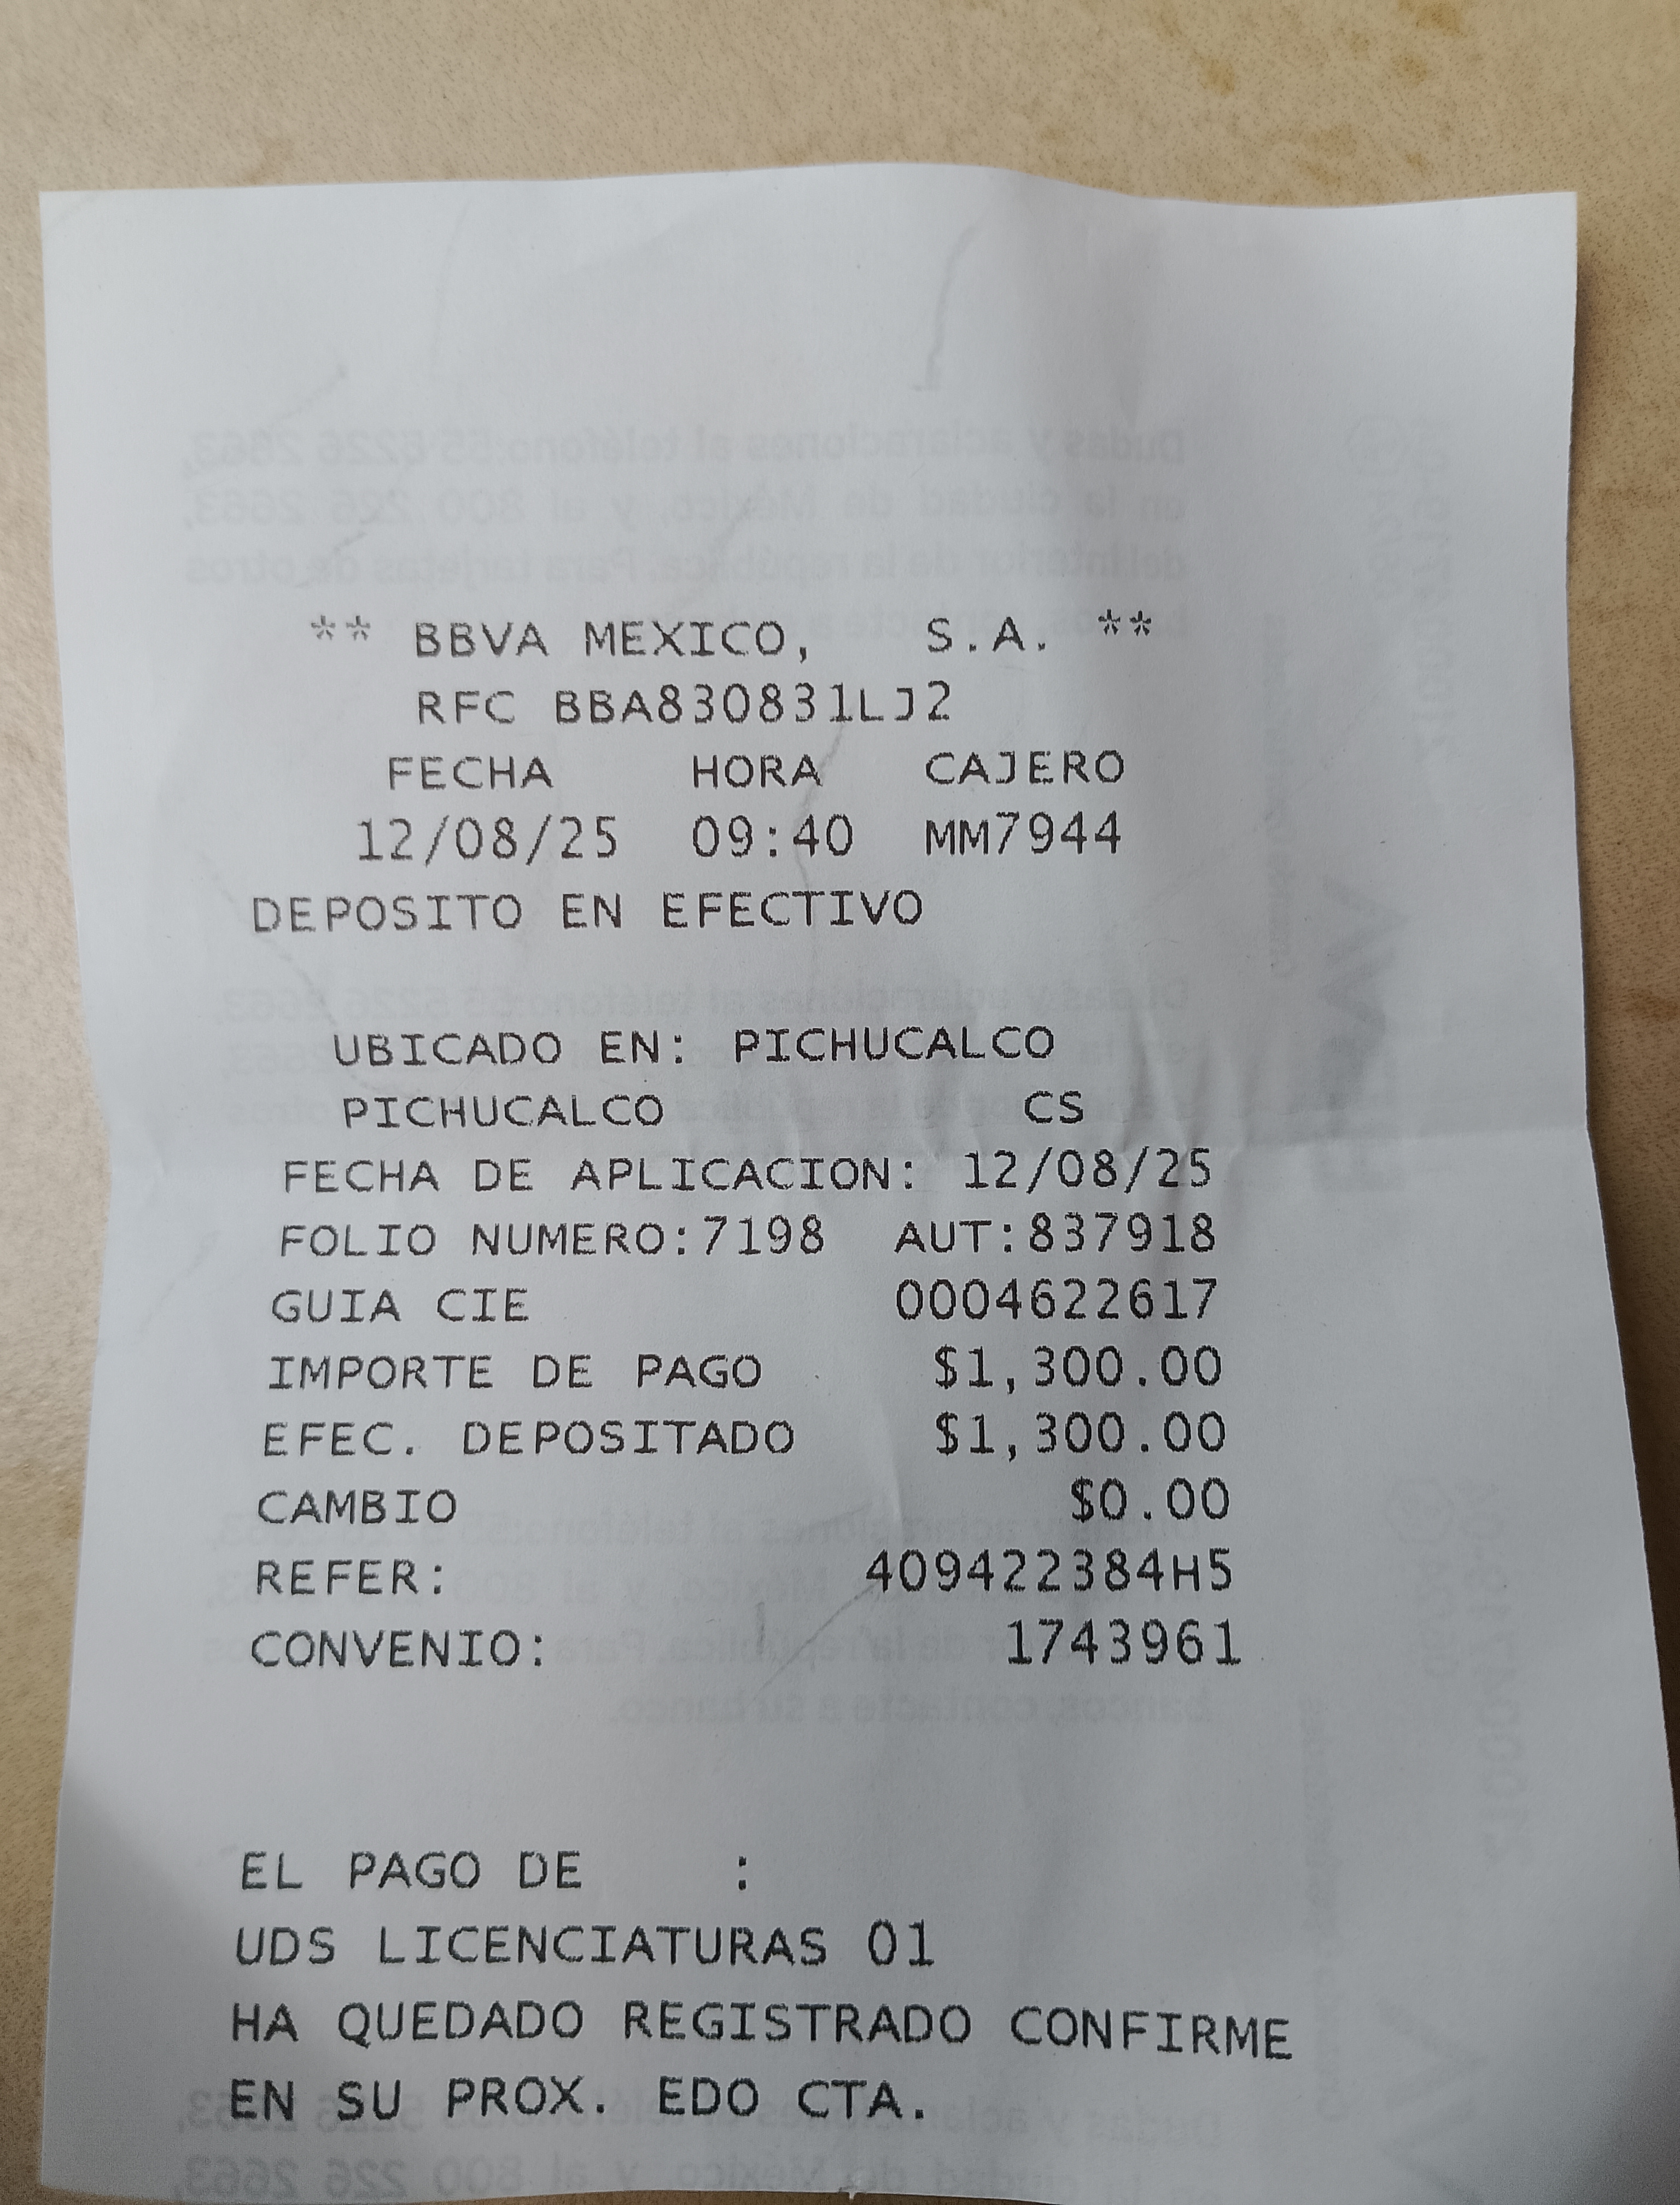 ** BBVA MEXICO, S.A. **
RFC BBA830831LJ2
FECHA HORA CAJERO
12/08/25 09:40 MM7944
DEPOSITO EN EFECTIVO
UBICADO EN: PICHUCALCO
PICHUCALCO CS
FECHA DE APLICACION: 12/08/25
FOLIO NUMERO:7198 AUT:837918
GUIA CIE 0004622617
IMPORTE DE PAGO $1,300.00
EFEC. DEPOSITADO $1,300.00
CAMBIO $0.00
REFER: 409422384H5
CONVENIO: 1743961
EL PAGO DE :
UDS LICENCIATURAS 01
HA QUEDADO REGISTRADO CONFIRME
EN SU PROX. EDO CTA.